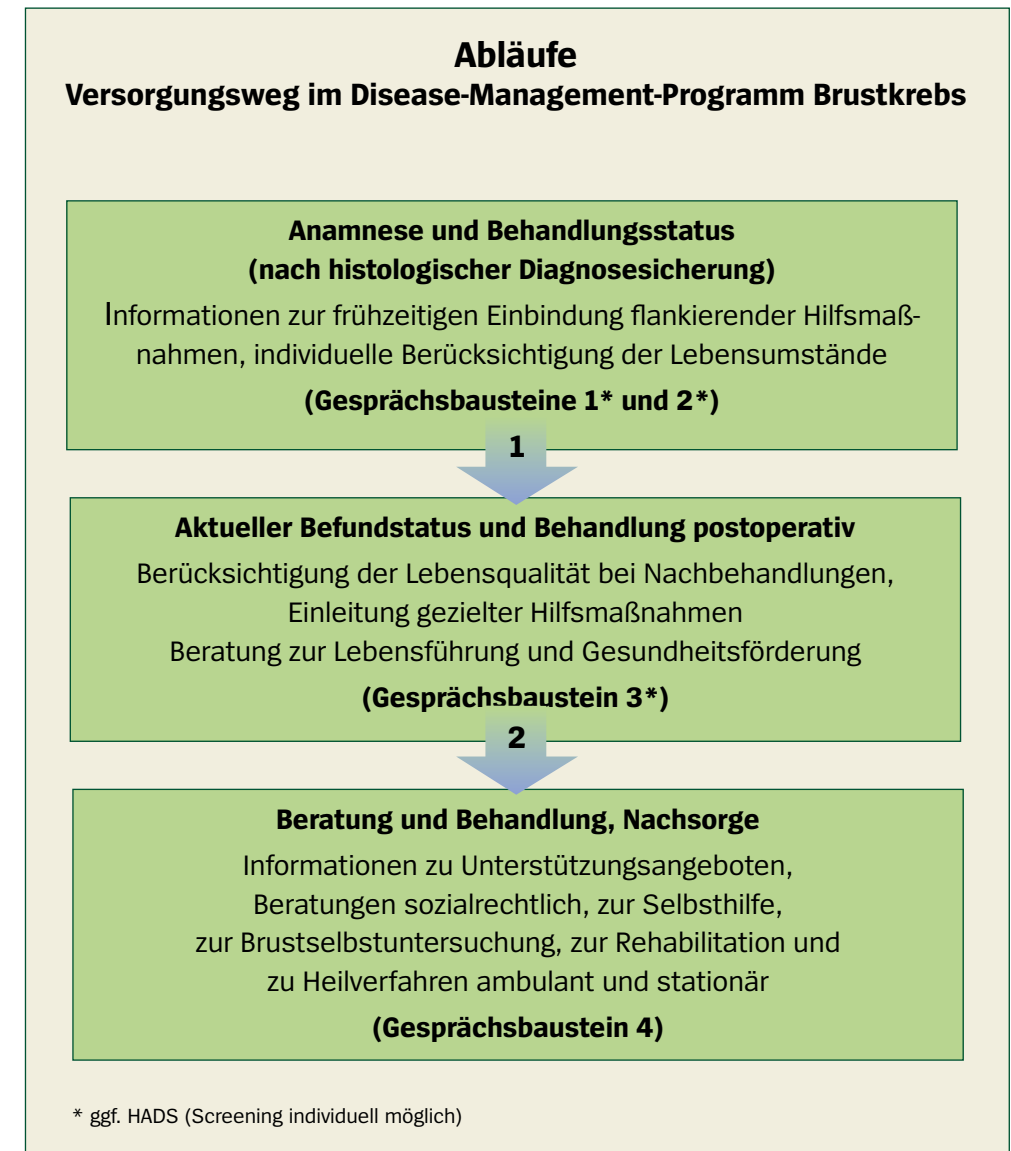 Abläufe
Versorgungsweg im Disease-Management-Programm Brustkrebs
Anamnese und Behandlungsstatus
(nach histologischer Diagnosesicherung)
Informationen zur frühzeitigen Einbindung flankierender Hilfsmaß-
nahmen, individuelle Berücksichtigung der Lebensumstände
(Gesprächsbausteine 1* und 2*)
1
Aktueller Befundstatus und Behandlung postoperativ
Berücksichtigung der Lebensqualität bei Nachbehandlungen,
Einleitung gezielter Hilfsmaßnahmen
Beratung zur Lebensführung und Gesundheitsförderung
(Gesprächsbaustein 3*)
2
Beratung und Behandlung, Nachsorge
Informationen zu Unterstützungsangeboten,
Beratungen sozialrechtlich, zur Selbsthilfe,
zur Brustselbstuntersuchung, zur Rehabilitation und
zu Heilverfahren ambulant und stationär
(Gesprächsbaustein 4)
* ggf. HADS (Screening individuell möglich)